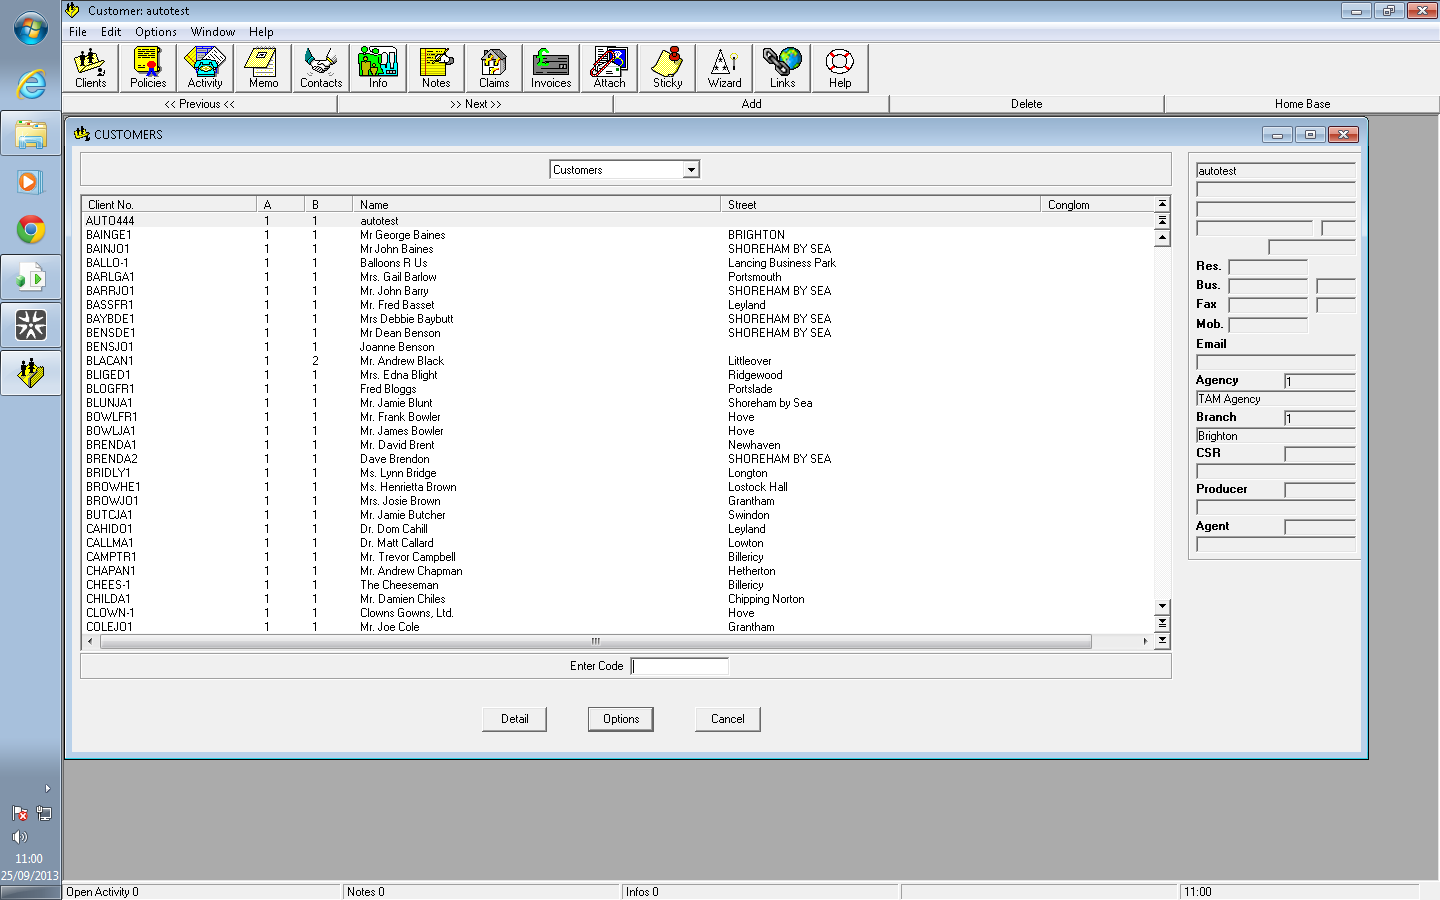 Customer: autotest
File Edit Options Window Help
Clients Policies Activity Memo Contacts Info Notes Claims Invoices Attach Sticky Wizard Links Help
<< Previous << >> Next >> Add Delete Home Base
CUSTOMERS
Customers
Client No. A B Name Street Conglom
AUTO444 1 1 autotest
BAINGE1 1 1 Mr George Baines BRIGHTON
BAINJO1 1 1 Mr John Baines SHOREHAM BY SEA
BALLO-1 1 1 Balloons R Us Lancing Business Park
BARLGA1 1 1 Mrs. Gail Barlow Portsmouth
BARRJO1 1 1 Mr. John Barry SHOREHAM BY SEA
BASSFR1 1 1 Mr. Fred Basset Leyland
BAYBDE1 1 1 Mrs Debbie Baybutt SHOREHAM BY SEA
BENSDE1 1 1 Mr Dean Benson SHOREHAM BY SEA
BENSJO1 1 1 Joanne Benson
BLACAN1 1 2 Mr. Andrew Black Littleover
BLIGED1 1 1 Mrs. Edna Blight Ridgewood
BLOGFR1 1 1 Fred Bloggs Portslade
BLUNJA1 1 1 Mr. Jamie Blunt Shoreham by Sea
BOWLFR1 1 1 Mr. Frank Bowler Hove
BOWLJA1 1 1 Mr. James Bowler Hove
BRENDA1 1 1 Mr. David Brent Newhaven
BRENDA2 1 1 Dave Brendon SHOREHAM BY SEA
BRIDLY1 1 1 Ms. Lynn Bridge Longton
BROWHE1 1 1 Ms. Henrietta Brown Lostock Hall
BROWJO1 1 1 Mrs. Josie Brown Grantham
BUTCJA1 1 1 Mr. Jamie Butcher Swindon
CAHIDO1 1 1 Dr. Dom Cahill Leyland
CALLMA1 1 1 Dr. Matt Callard Lowton
CAMPTR1 1 1 Mr. Trevor Campbell Billericy
CHAPAN1 1 1 Mr. Andrew Chapman Hetherton
CHEES-1 1 1 The Cheeseman Billericy
CHILDA1 1 1 Mr. Damien Chiles Chipping Norton
CLOWN-1 1 1 Clowns Gowns, Ltd. Hove
COLEJO1 1 1 Mr. Joe Cole Grantham
Enter Code
Detail Options Cancel
autotest
Res.
Bus.
Fax
Mob.
Email
Agency 1
TAM Agency
Branch 1
Brighton
CSR
Producer
Agent
11:00
25/09/2013
Open Activity 0 Notes 0 Infos 0 11:00